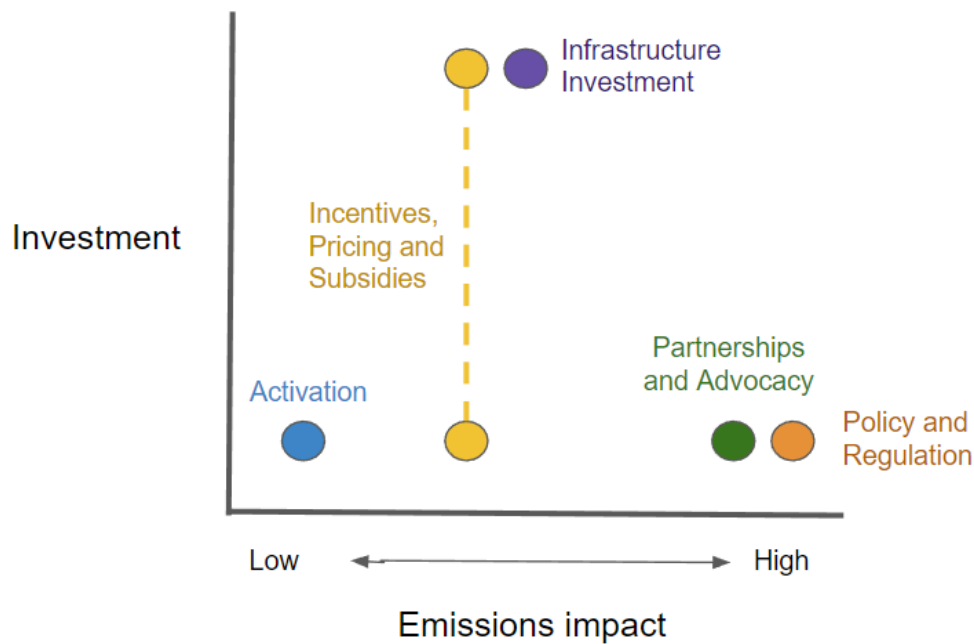 Infrastructure
Investment
Incentives,
Pricing and
Subsidies
Investment
Partnerships
and Advocacy
Activation
Policy and
Regulation
Low
High
Emissions impact